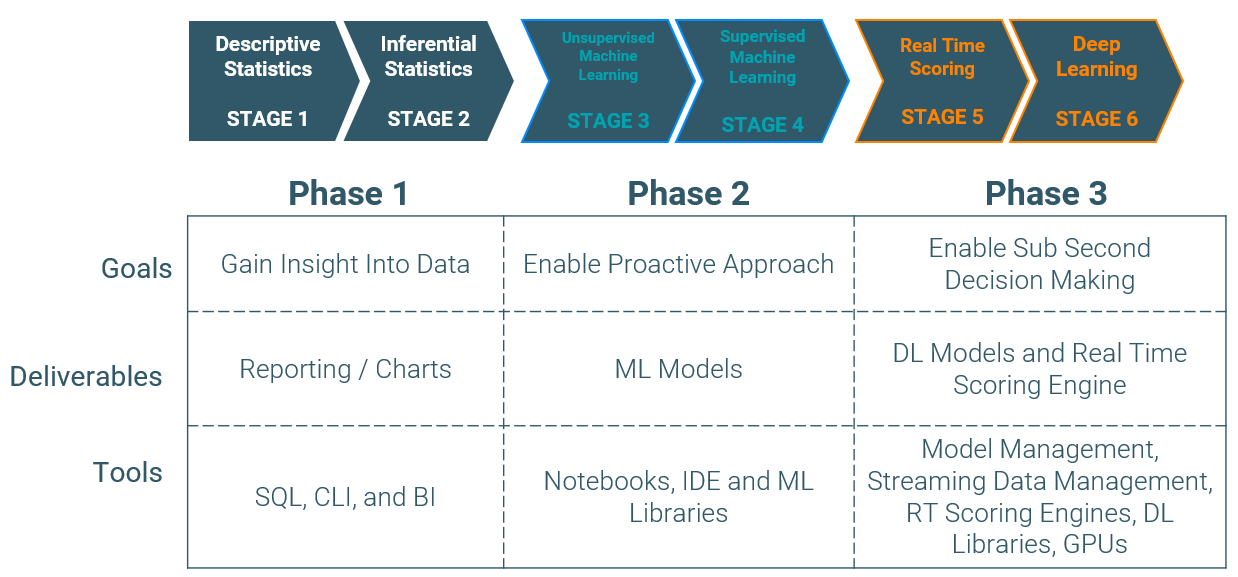 Descriptive
Statistics
STAGE 1
Inferential
Statistics
STAGE 2
Unsupervised
Machine
Learning
STAGE 3
Supervised
Machine
Learning
STAGE 4
Real Time
Scoring
STAGE 5
Deep
Learning
STAGE 6
Phase 1
Phase 2
Phase 3
Goals
Gain Insight Into Data
Enable Proactive Approach
Enable Sub Second
Decision Making
Deliverables
Reporting / Charts
ML Models
DL Models and Real Time
Scoring Engine
Tools
SQL, CLI, and BI
Notebooks, IDE and ML
Libraries
Model Management,
Streaming Data Management,
RT Scoring Engines, DL
Libraries, GPUs